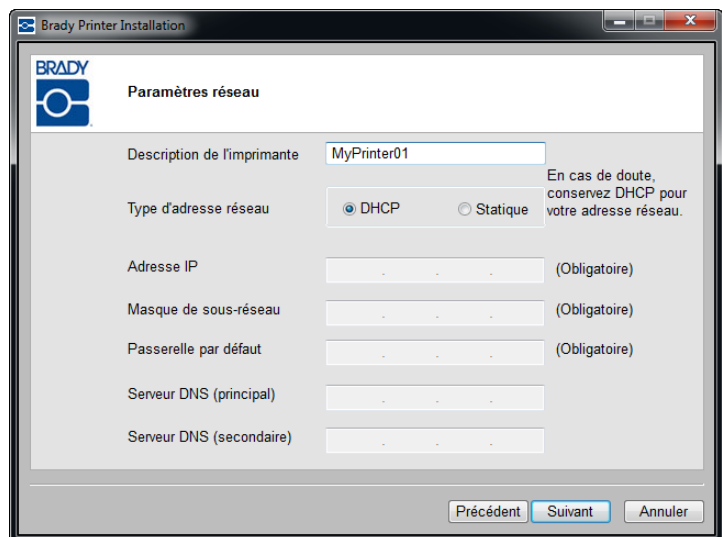 Brady Printer Installation
BRADY
Paramètres réseau
Description de l'imprimante
MyPrinter01
En cas de doute,
conservez DHCP pour
votre adresse réseau.
Type d'adresse réseau
DHCP
Statique
Adresse IP
(Obligatoire)
Masque de sous-réseau
(Obligatoire)
Passerelle par défaut
(Obligatoire)
Serveur DNS (principal)
Serveur DNS (secondaire)
Précédent
Suivant
Annuler